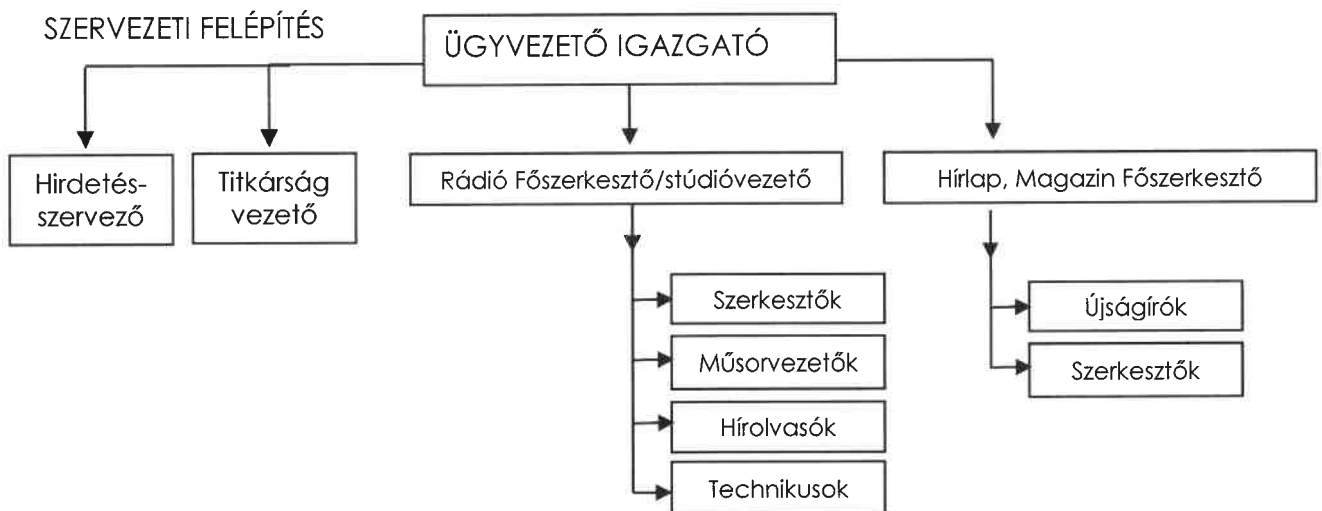 SZERVEZETI FELÉPÍTÉS
ÜGYVEZETŐ IGAZGATÓ
Hirdetés-
szervező
Titkárság
vezető
Rádió Főszerkesztő/stúdióvezető
Hírlap, Magazin Főszerkesztő
Szerkesztők
Műsorvezetők
Hírolvasók
Technikusok
Újságírók
Szerkesztők